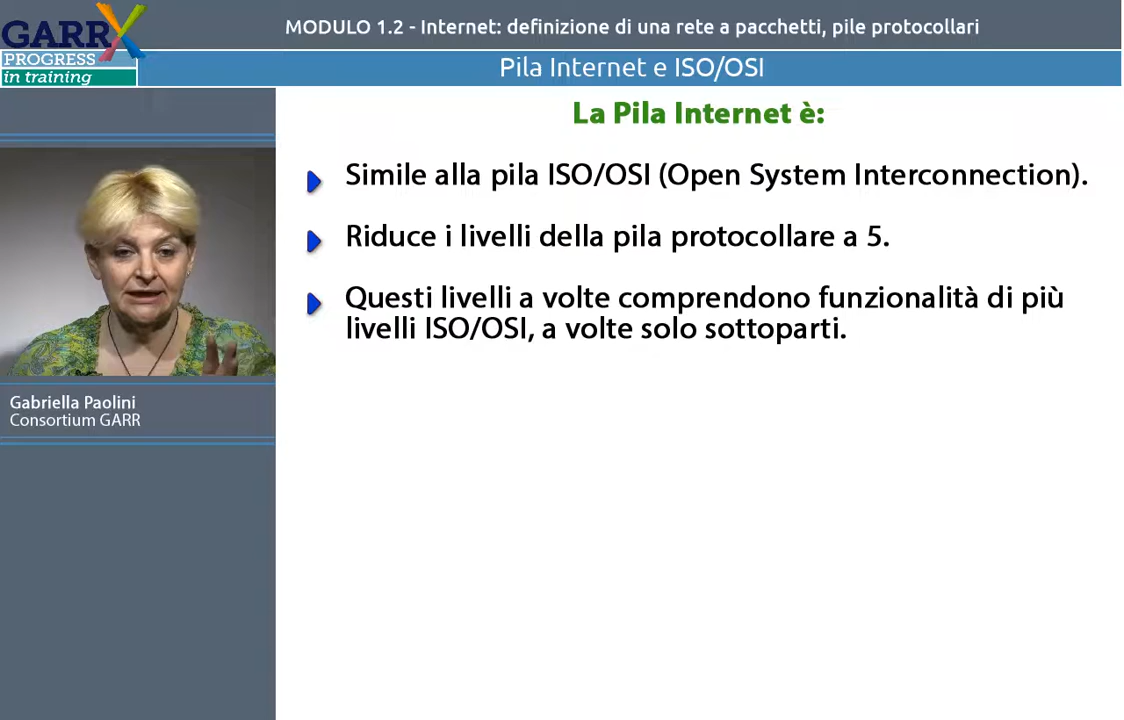 GARRX
PROGRESS
in training
MODULO 1.2 - Internet: definizione di una rete a pacchetti, pile protocollari
Pila Internet e ISO/OSI
La Pila Internet è:
Simile alla pila ISO/OSI (Open System Interconnection).
Riduce i livelli della pila protocollare a 5.
Questi livelli a volte comprendono funzionalità di più
livelli ISO/OSI, a volte solo sottoparti.
Gabriella Paolini
Consortium GARR